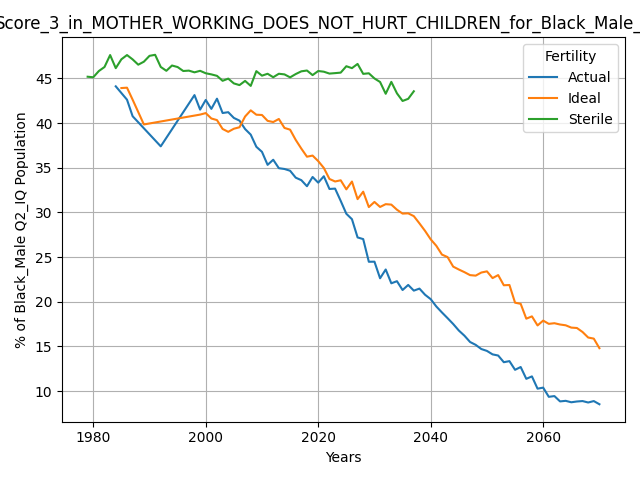 Score_3_in_MOTHER_WORKING_DOES_NOT_HURT_CHILDREN_for_Black_Male_
Fertility
Actual
Ideal
Sterile
% of Black_Male Q2_IQ Population
45
40
35
30
25
20
15
10
1980
2000
2020
2040
2060
Years